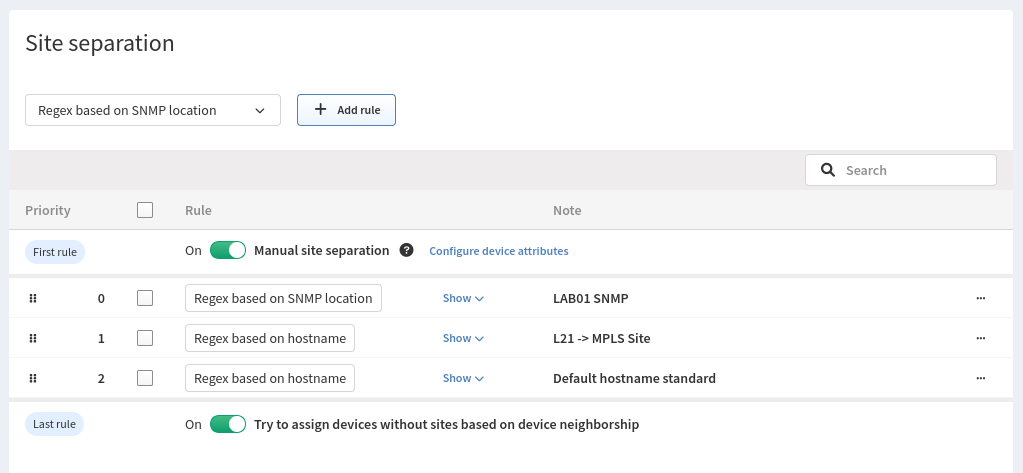 Site separation
Regex based on SNMP location
Add rule
Search
Priority Rule Note
First rule On Manual site separation ? Configure device attributes
0 Regex based on SNMP location Show LAB01 SNMP ···
1 Regex based on hostname Show L21 -> MPLS Site ···
2 Regex based on hostname Show Default hostname standard ···
Last rule On Try to assign devices without sites based on device neighborship